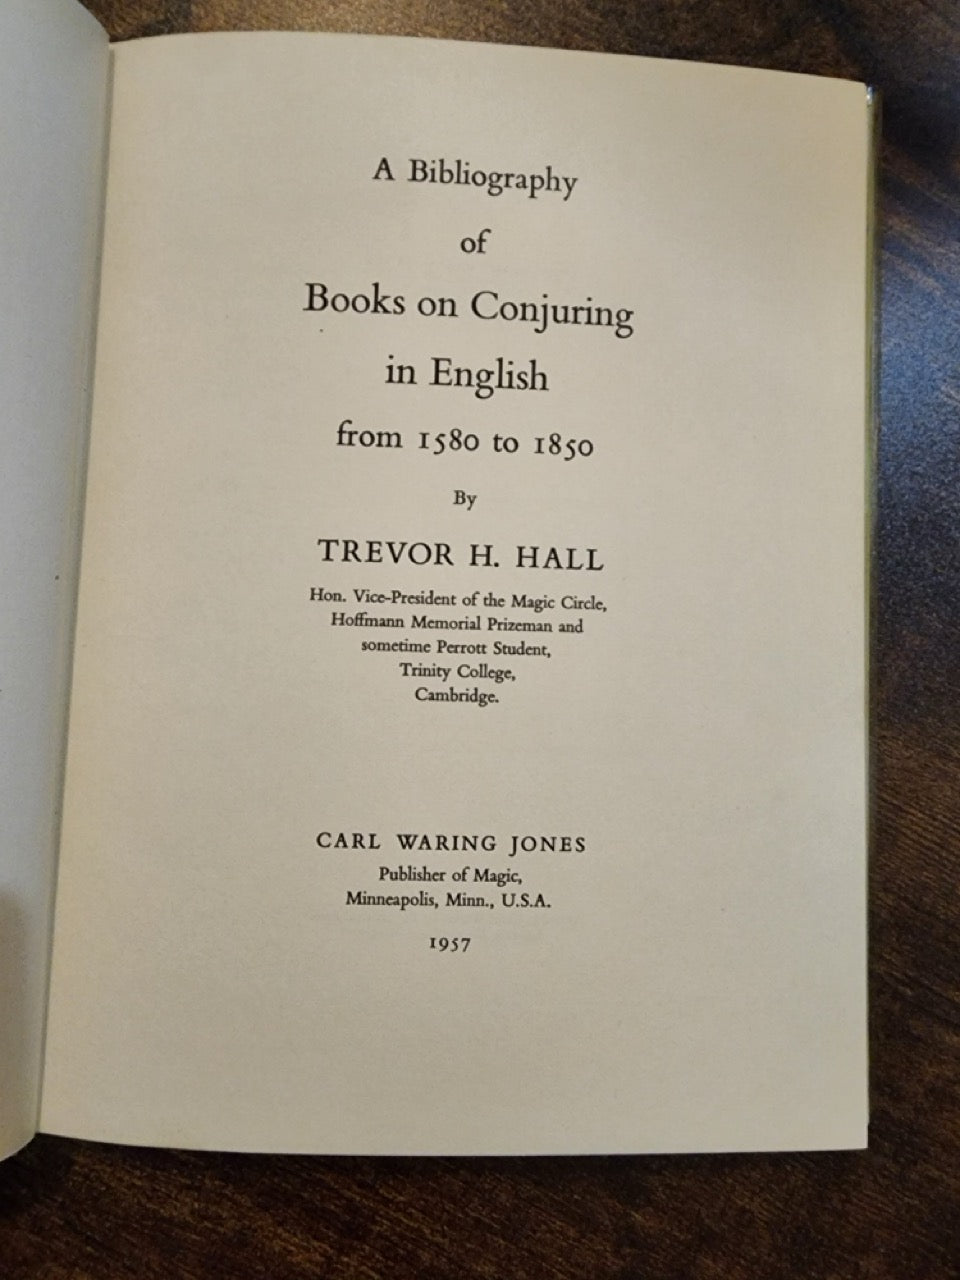 A Bibliography
of
Books on Conjuring
in English
from 1580 to 1850
By
TREVOR H. HALL
Hon. Vice-President of the Magic Circle,
Hoffmann Memorial Prizeman and
sometime Perrott Student,
Trinity College,
Cambridge.
CARL WARING JONES
Publisher of Magic,
Minneapolis, Minn., U.S.A.
1957